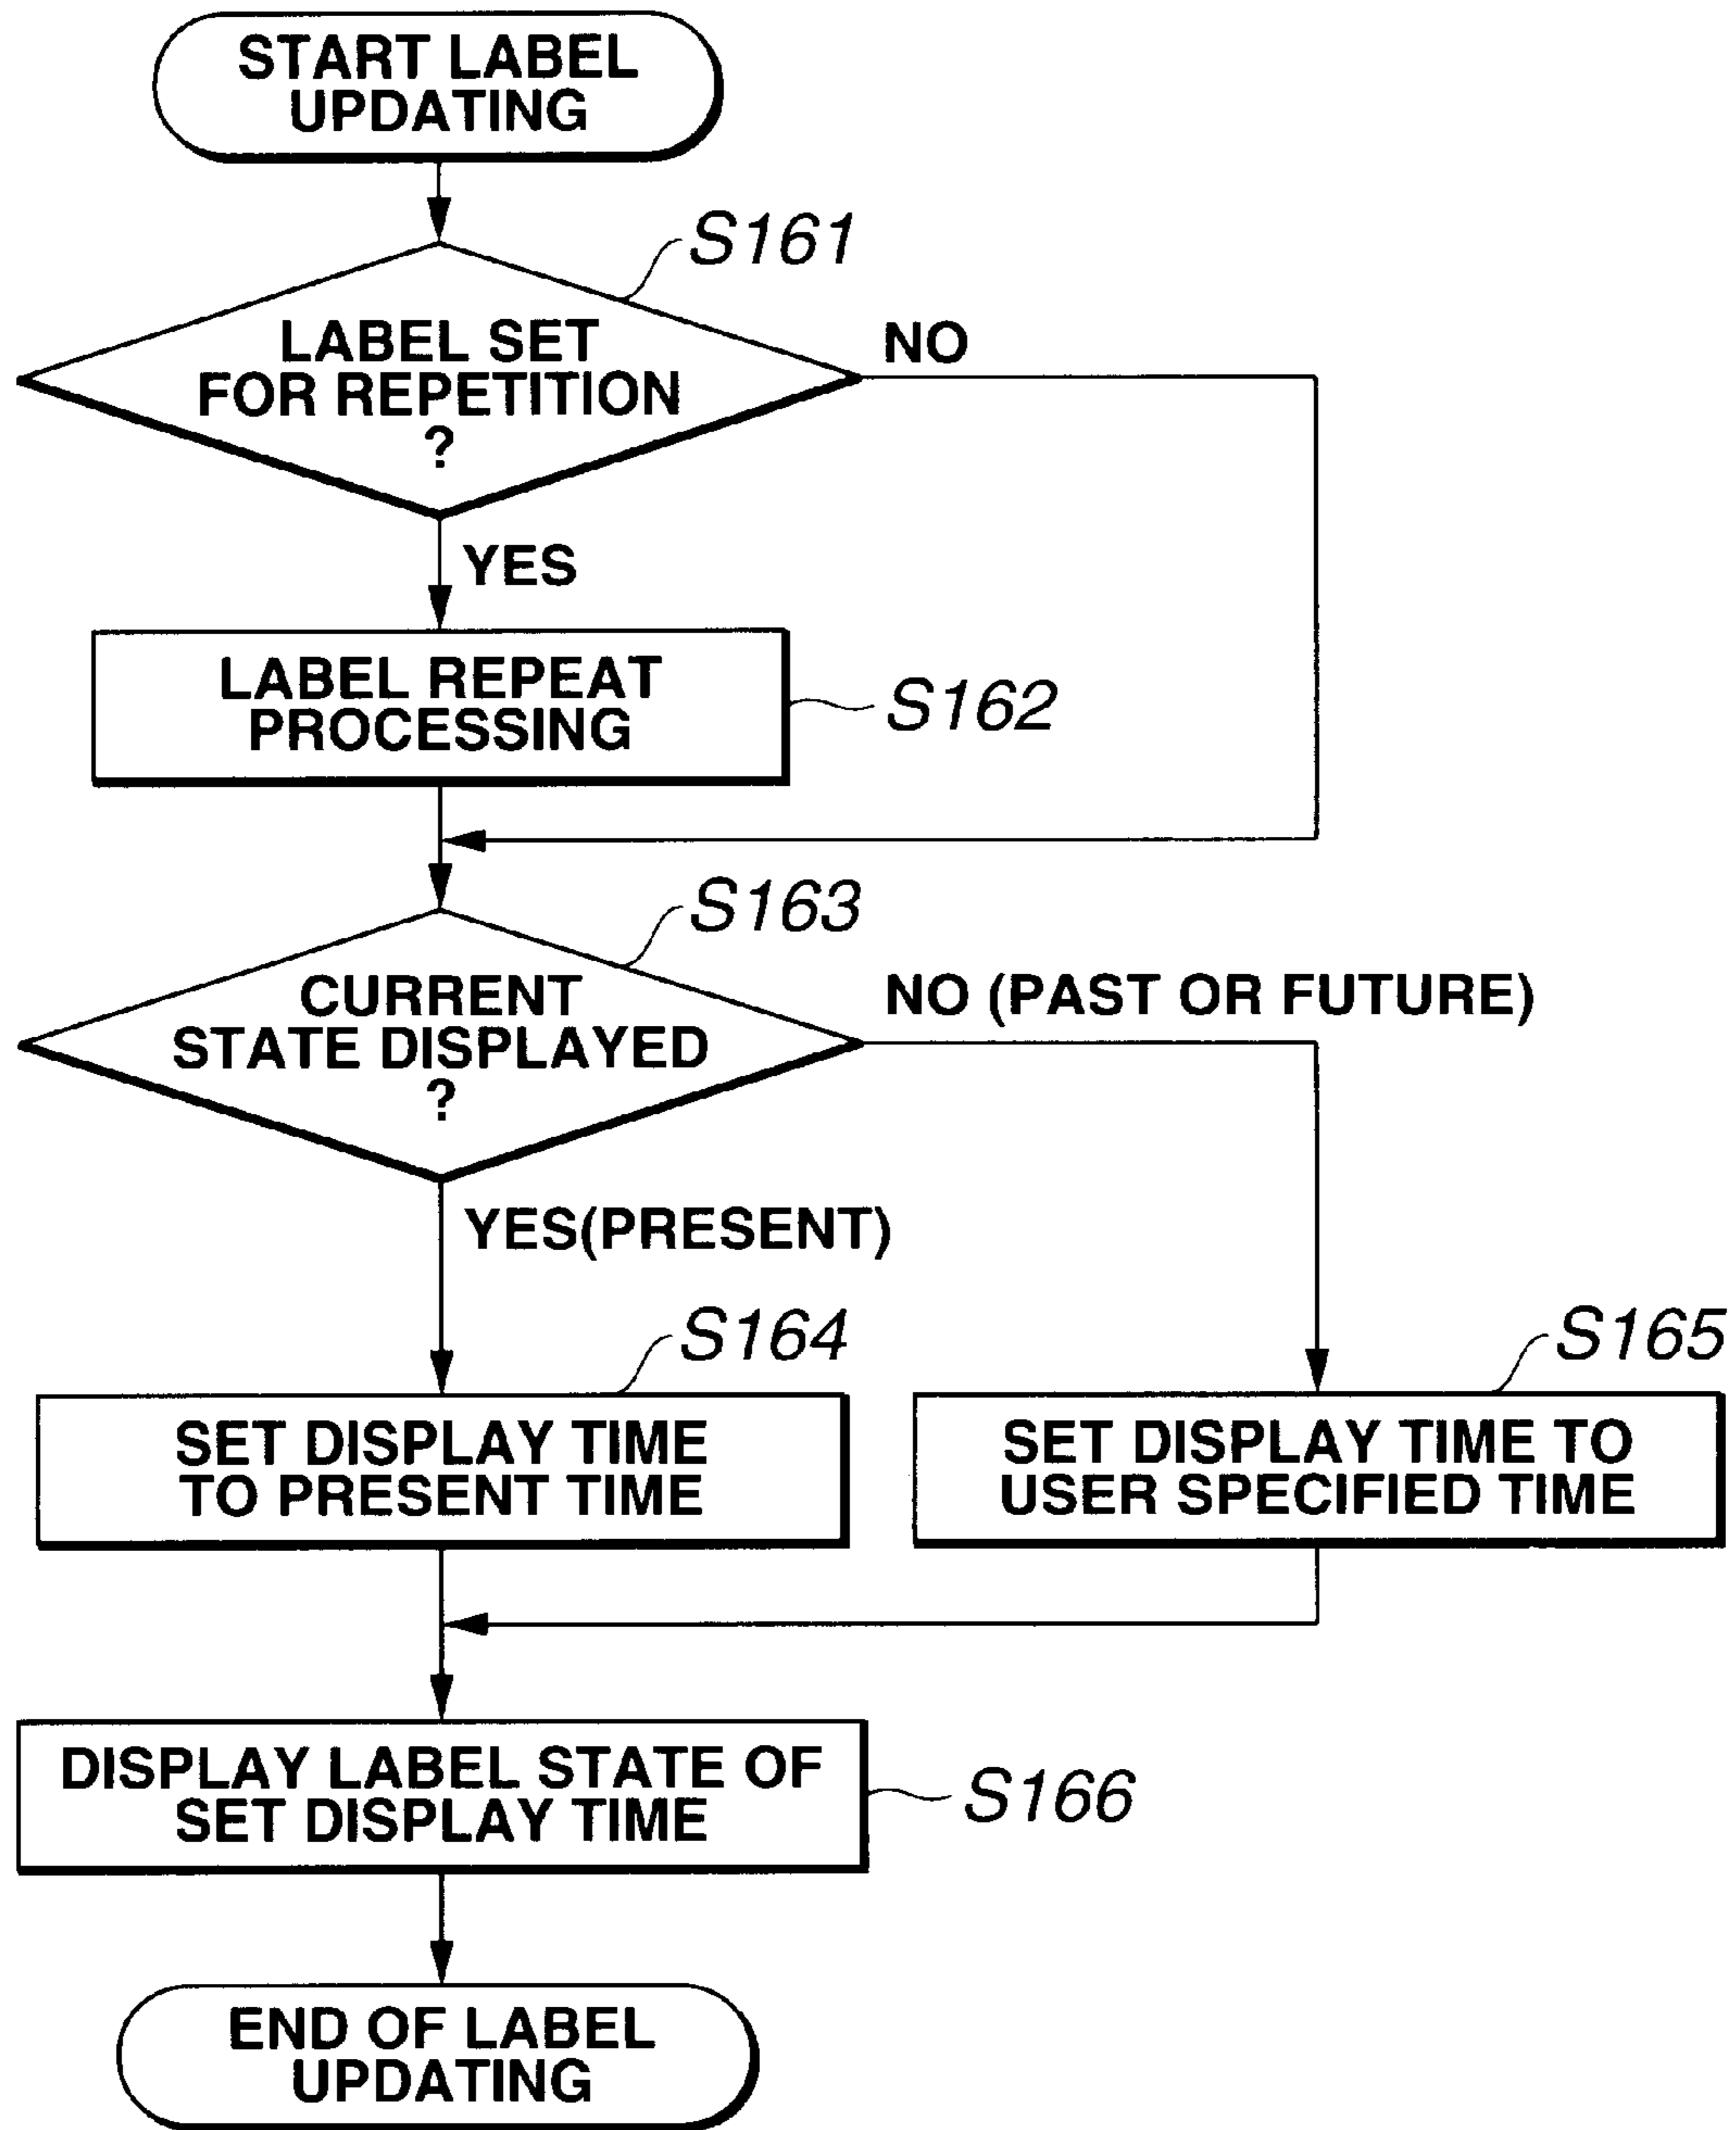 START LABEL
UPDATING
S161
LABEL SET
FOR REPETITION
?
NO
YES
LABEL REPEAT
PROCESSING
S162
S163
CURRENT
STATE DISPLAYED
?
NO (PAST OR FUTURE)
YES(PRESENT)
S164
SET DISPLAY TIME
TO PRESENT TIME
S165
SET DISPLAY TIME TO
USER SPECIFIED TIME
DISPLAY LABEL STATE OF
SET DISPLAY TIME
S166
END OF LABEL
UPDATING